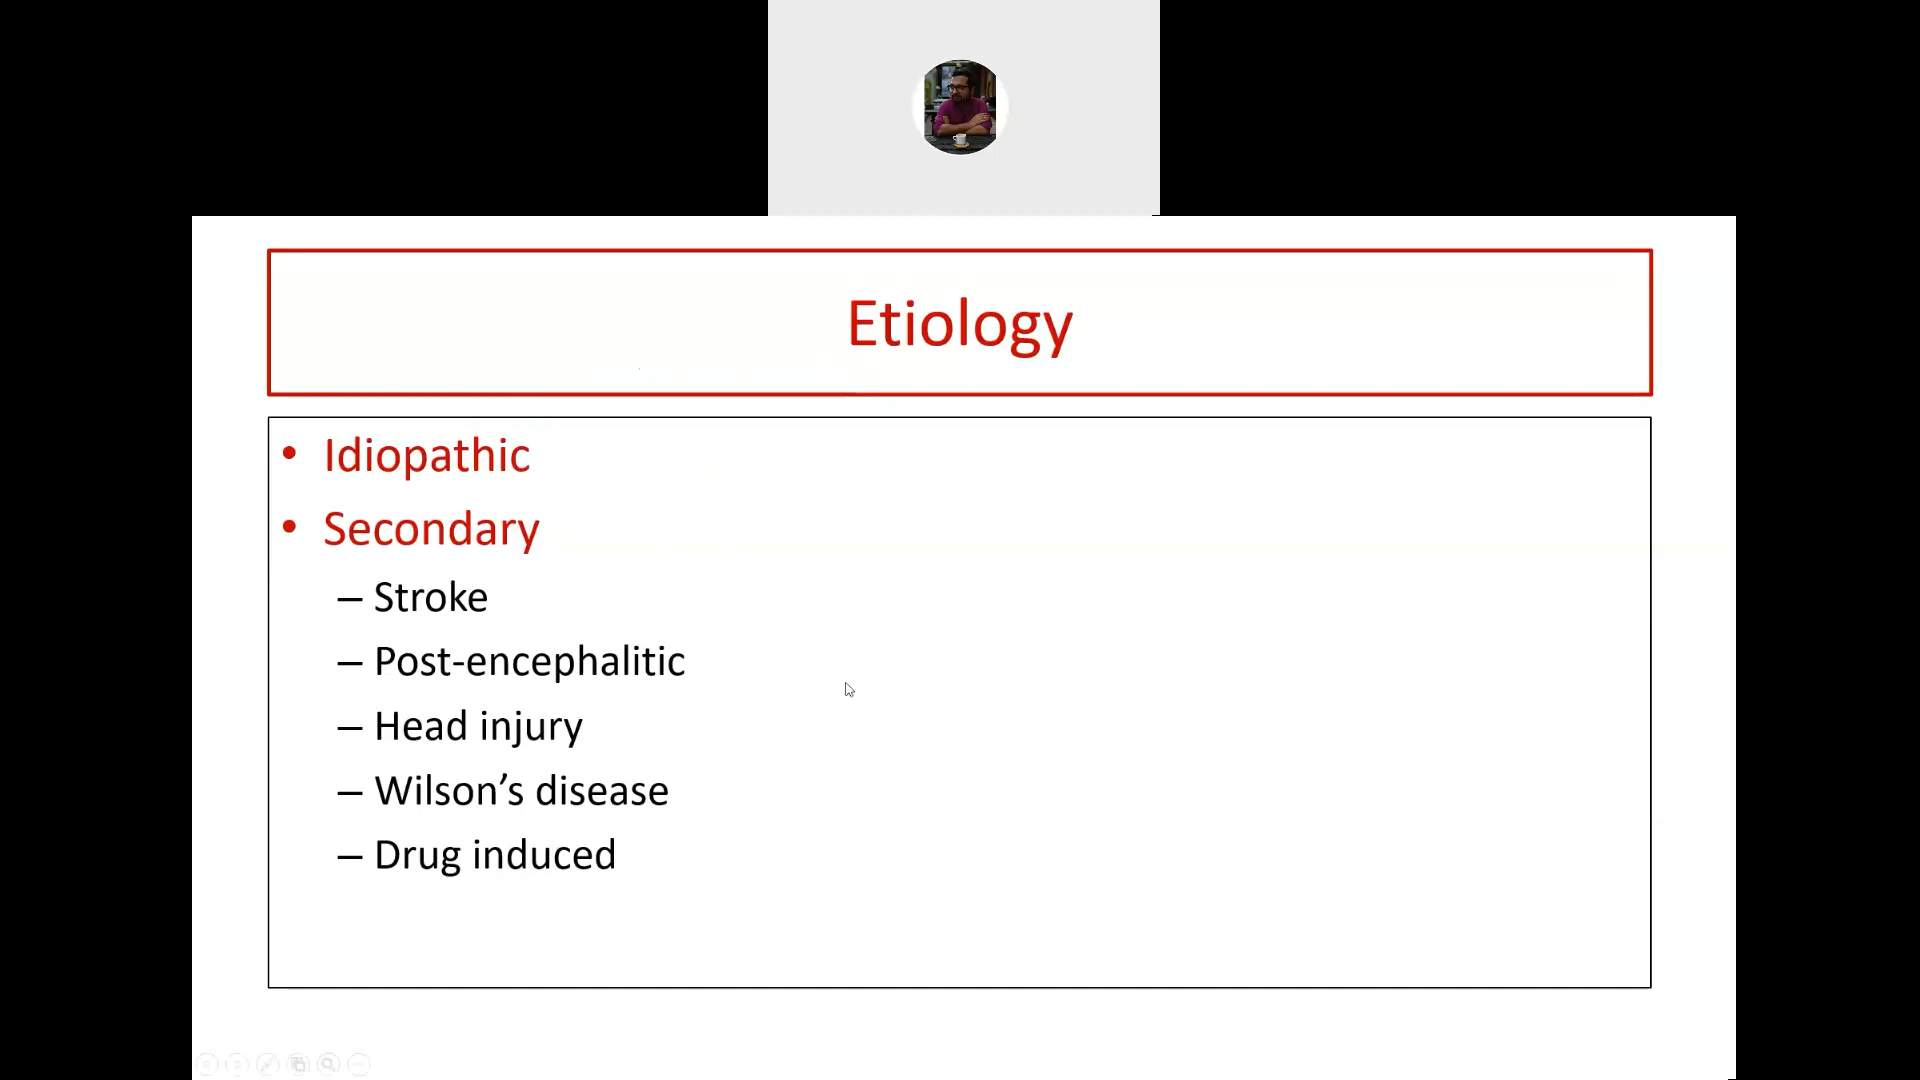 Etiology
• Idiopathic
• Secondary
– Stroke
– Post-encephalitic
– Head injury
– Wilson’s disease
– Drug induced